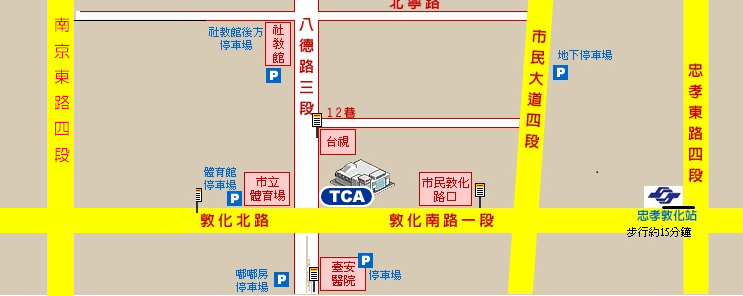 北寧路
南京東路四段
社教館後方
停車場
P
社教館
八德路三段
市民大道四段
地下停車場
P
忠孝東路四段
12巷
台視
體育館
停車場
P
市立
體育場
TCA
市民敦化
路口
敦化北路
敦化南路一段
忠孝敦化站
步行約15分鐘
嘟嘟房
停車場
P
臺安
醫院
P
停車場